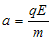 a = qE/m